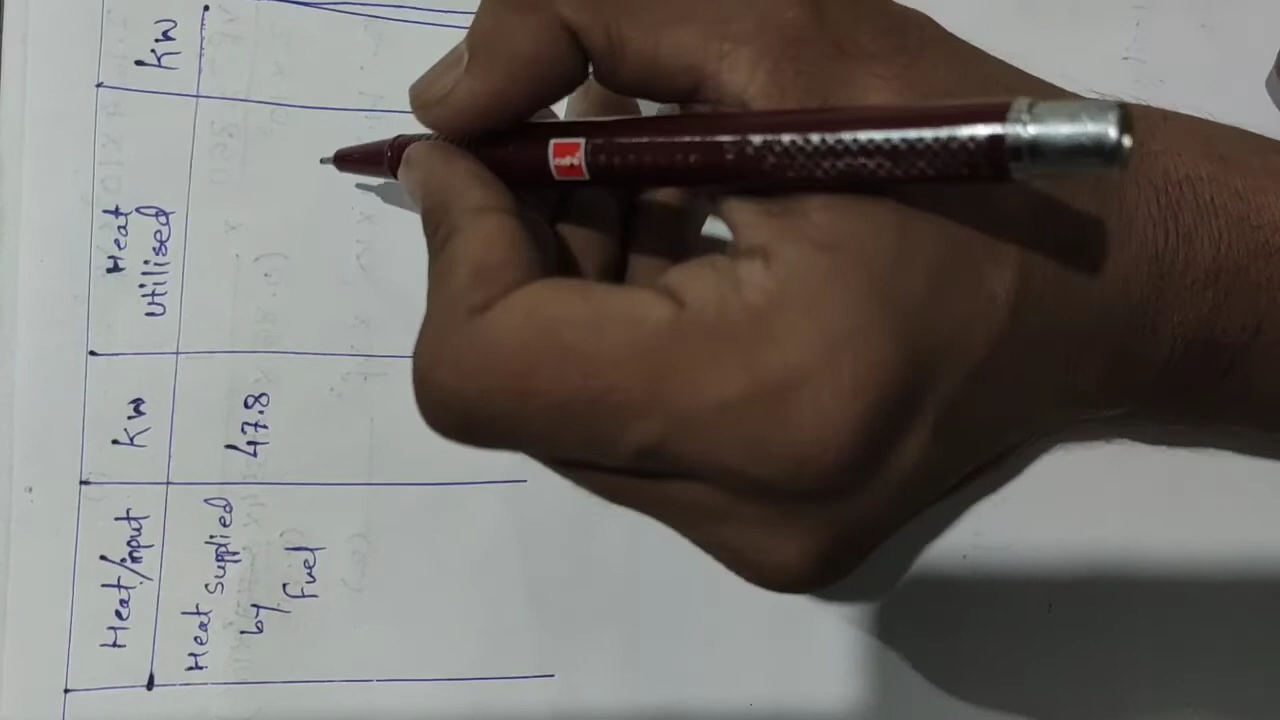 Heat/input
kw
Heat
utilised
kw
Heat Supplied
by
Fuel
47.8